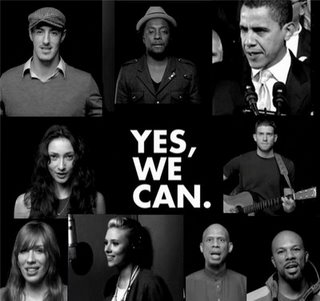 YES,
WE
CAN.